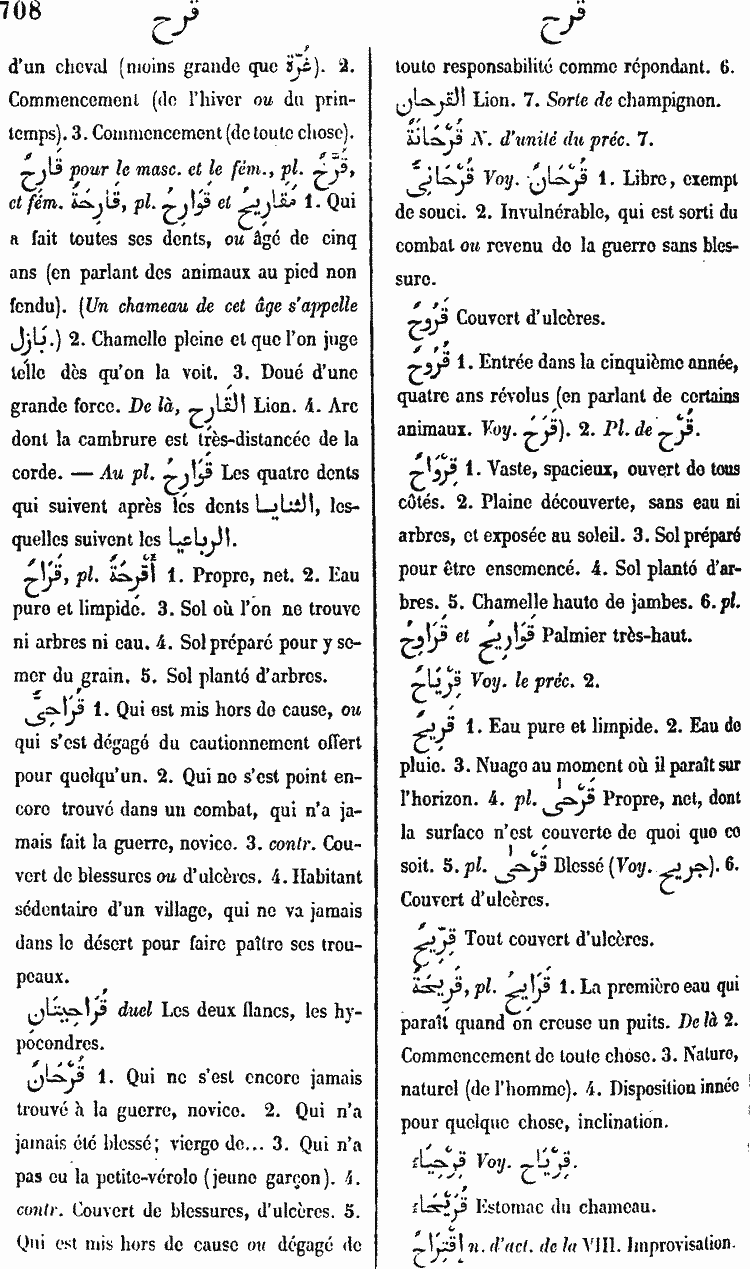 708
قرح
قرح
d'un cheval (moins grande que غُرَّة). 2.
Commencement (de l'hiver ou du prin-
temps). 3. Commencement (de toute chose).
قَارِحٌ pour le masc. et le fém., pl. قُرَّحٌ,
et fém. قَارِحَةٌ, pl. قَوَارِحُ et مَقَارِيحُ 1. Qui
a fait toutes ses dents, ou âgé de cinq
ans (en parlant des animaux au pied non
fendu). (Un chameau de cet âge s'appelle
بَازِل.) 2. Chamelle pleine et que l'on juge
telle dès qu'on la voit. 3. Doué d'une
grande force. De là, القَارِح Lion. 4. Arc
dont la cambrure est très-distancée de la
corde. — Au pl. قَوَارِحُ Les quatre dents
qui suivent après les dents الثنايا, les-
quelles suivent les الرباعيا.
قَرَاحٌ, pl. أَقْرِحَةٌ 1. Propre, net. 2. Eau
pure et limpide. 3. Sol où l'on ne trouve
ni arbres ni eau. 4. Sol préparé pour y se-
mer du grain. 5. Sol planté d'arbres.
قُرَاحِىٌّ 1. Qui est mis hors de cause, ou
qui s'est dégagé du cautionnement offert
pour quelqu'un. 2. Qui ne s'est point en-
core trouvé dans un combat, qui n'a ja-
mais fait la guerre, novice. 3. contr. Cou-
vert de blessures ou d'ulcères. 4. Habitant
sédentaire d'un village, qui ne va jamais
dans le désert pour faire paître ses trou-
peaux.
قُرَاحِيتَانِ duel Les deux flancs, les hy-
pocondres.
قُرْحَانٌ 1. Qui ne s'est encore jamais
trouvé à la guerre, novice. 2. Qui n'a
jamais été blessé; vierge de... 3. Qui n'a
pas eu la petite-vérole (jeune garçon). 4.
contr. Couvert de blessures, d'ulcères. 5.
Qui est mis hors de cause ou dégagé de
toute responsabilité comme répondant. 6.
القرحان Lion. 7. Sorte de champignon.
قُرْحَانَةٌ N. d'unité du préc. 7.
قُرْحَانِىٌّ Voy. قُرْحَانٌ 1. Libre, exempt
de souci. 2. Invulnérable, qui est sorti du
combat ou revenu de la guerre sans bles-
sure.
قَرُوحٌ Couvert d'ulcères.
قُرُوحٌ 1. Entrée dans la cinquième année,
quatre ans révolus (en parlant de certains
animaux. Voy. قَرَحَ). 2. Pl. de قَرْح.
قِرْوَاحٌ 1. Vaste, spacieux, ouvert de tous
côtés. 2. Plaine découverte, sans eau ni
arbres, et exposée au soleil. 3. Sol préparé
pour être ensemencé. 4. Sol planté d'ar-
bres. 5. Chamelle haute de jambes. 6. pl.
قَرَاوِحُ et قَرَاوِيحُ Palmier très-haut.
قِرْيَاحٌ Voy. le préc. 2.
قَرِيحٌ 1. Eau pure et limpide. 2. Eau de
pluie. 3. Nuage au moment où il paraît sur
l'horizon. 4. pl. قَرْحَى Propre, net, dont
la surface n'est couverte de quoi que ce
soit. 5. pl. قَرْحَى Blessé (Voy. جريح). 6.
Couvert d'ulcères.
قِرِّيحٌ Tout couvert d'ulcères.
قَرِيحَةٌ, pl. قَرَايِحُ 1. La première eau qui
paraît quand on creuse un puits. De là 2.
Commencement de toute chose. 3. Nature,
naturel (de l'homme). 4. Disposition innée
pour quelque chose, inclination.
قِرْحِيَاء Voy. قِرْيَاح.
قُرَيْحَاء Estomac du chameau.
إِقْتِرَاحٌ n. d'act. de la VIII. Improvisation.